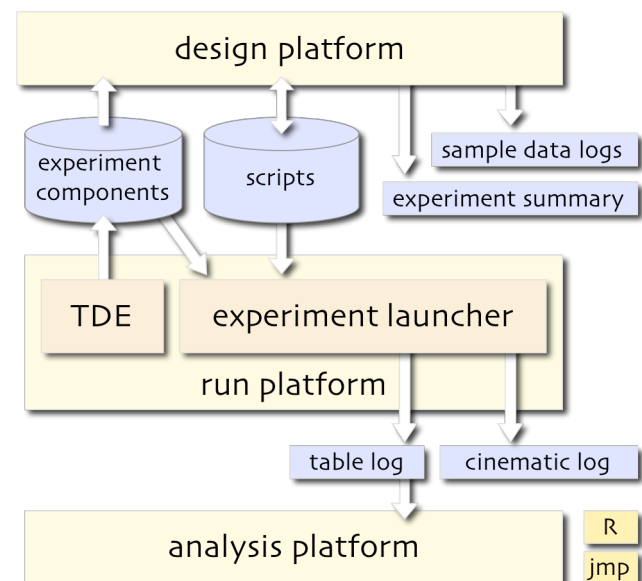 design platform
experiment
components
scripts
sample data logs
experiment summary
TDE
experiment launcher
run platform
table log
cinematic log
analysis platform
R
jmp